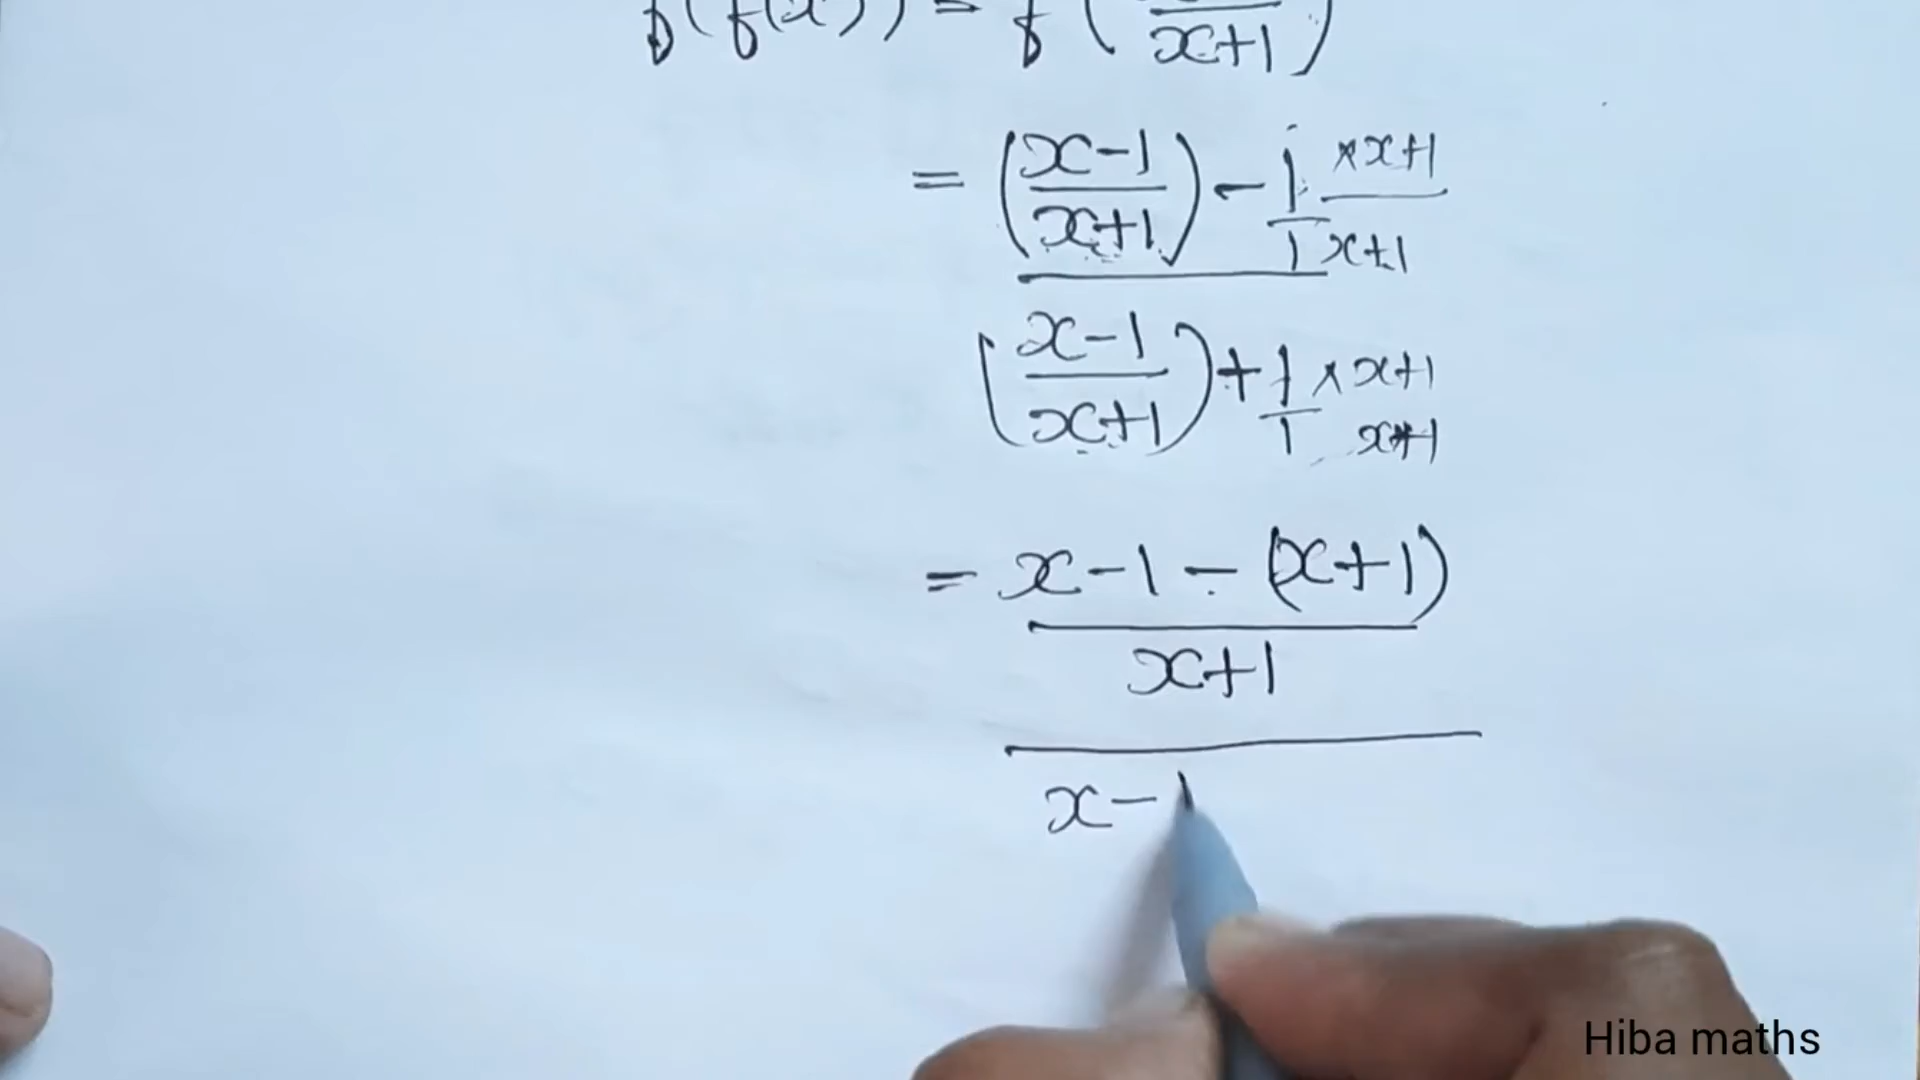 f(f(x)) = f( /x+1)
= (x-1/x+1) - 1/1 × x+1/x+1
(x-1/x+1) + 1/1 × x+1/x+1
= x-1 - (x+1)
x+1
x-1
Hiba maths